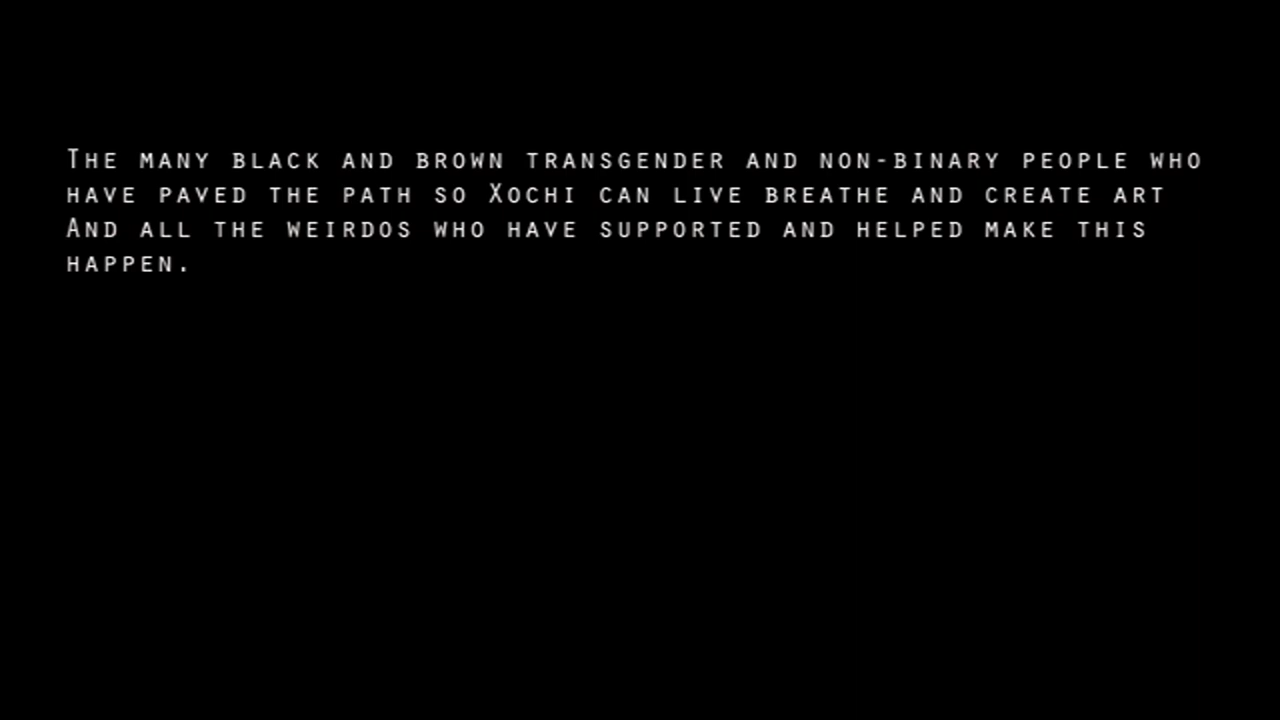 The many black and brown transgender and non-binary people who
have paved the path so Xochi can live breathe and create art
And all the weirdos who have supported and helped make this
happen.